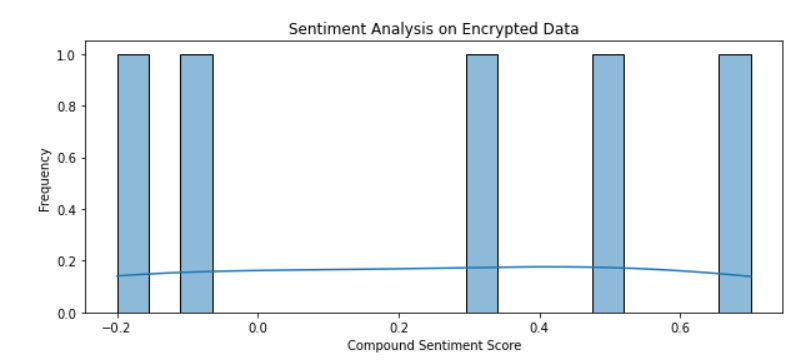 Sentiment Analysis on Encrypted Data
1.0
0.8
0.6
0.4
0.2
0.0
Frequency
−0.2 0.0 0.2 0.4 0.6
Compound Sentiment Score